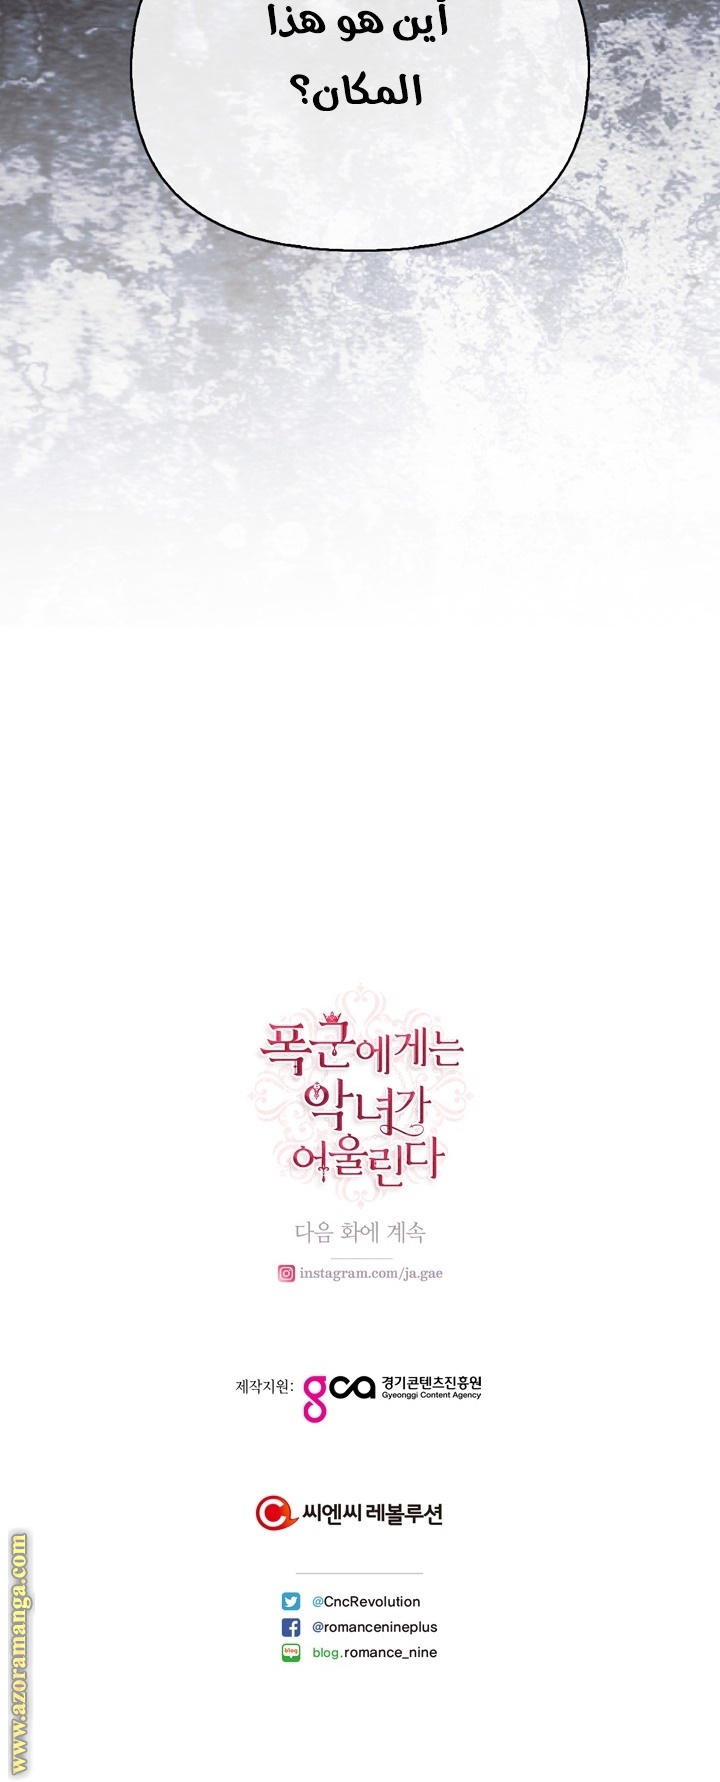 أين هو هذا
المكان؟
폭군에게는
악녀가
어울린다
다음 화에 계속
instagram.com/ja.gae
제작지원: gca 경기콘텐츠진흥원
Gyeonggi Content Agency
씨엔씨 레볼루션
@CncRevolution
@romancenineplus
blog blog.romance_nine
www.azoramanga.com